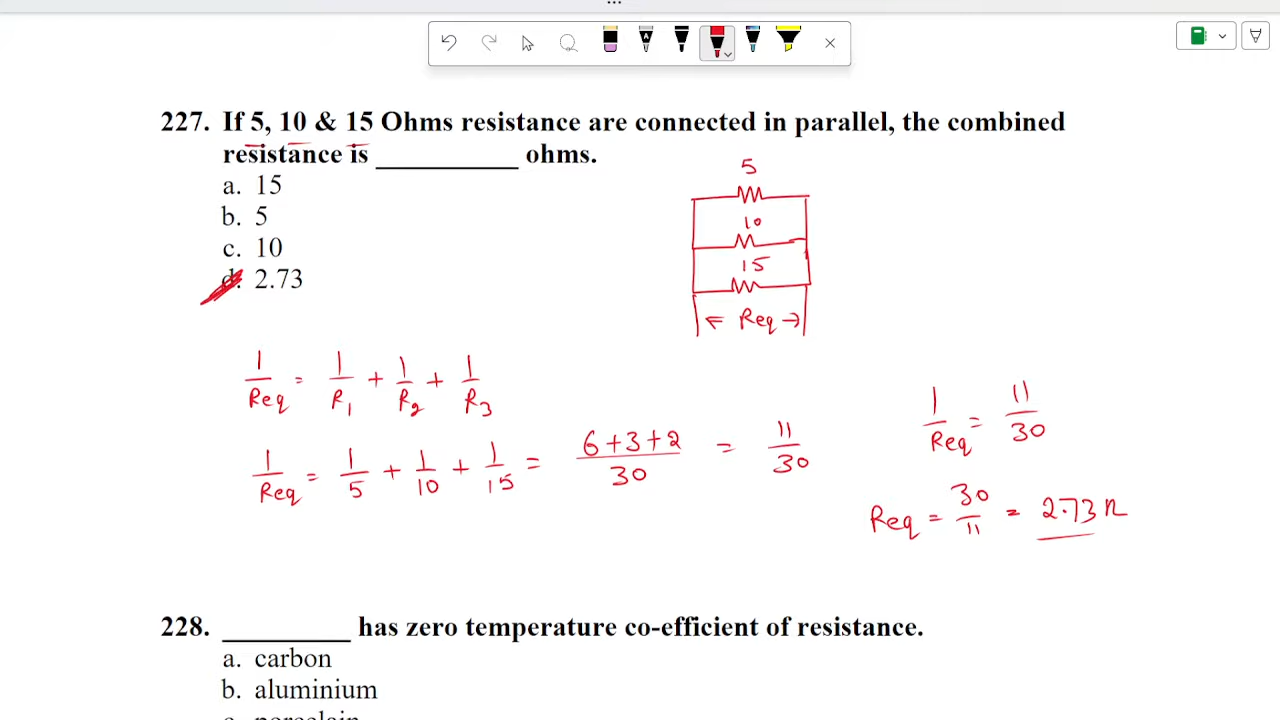 227. If 5, 10 & 15 Ohms resistance are connected in parallel, the combined
resistance is __________ ohms.
a. 15
b. 5
c. 10
d. 2.73
5
10
15
← Req →
1/Req = 1/R1 + 1/R2 + 1/R3
1/Req = 1/5 + 1/10 + 1/15 = (6+3+2)/30 = 11/30
1/Req = 11/30
Req = 30/11 = 2.73 Ω
228. _________ has zero temperature co-efficient of resistance.
a. carbon
b. aluminium
c. porcelain